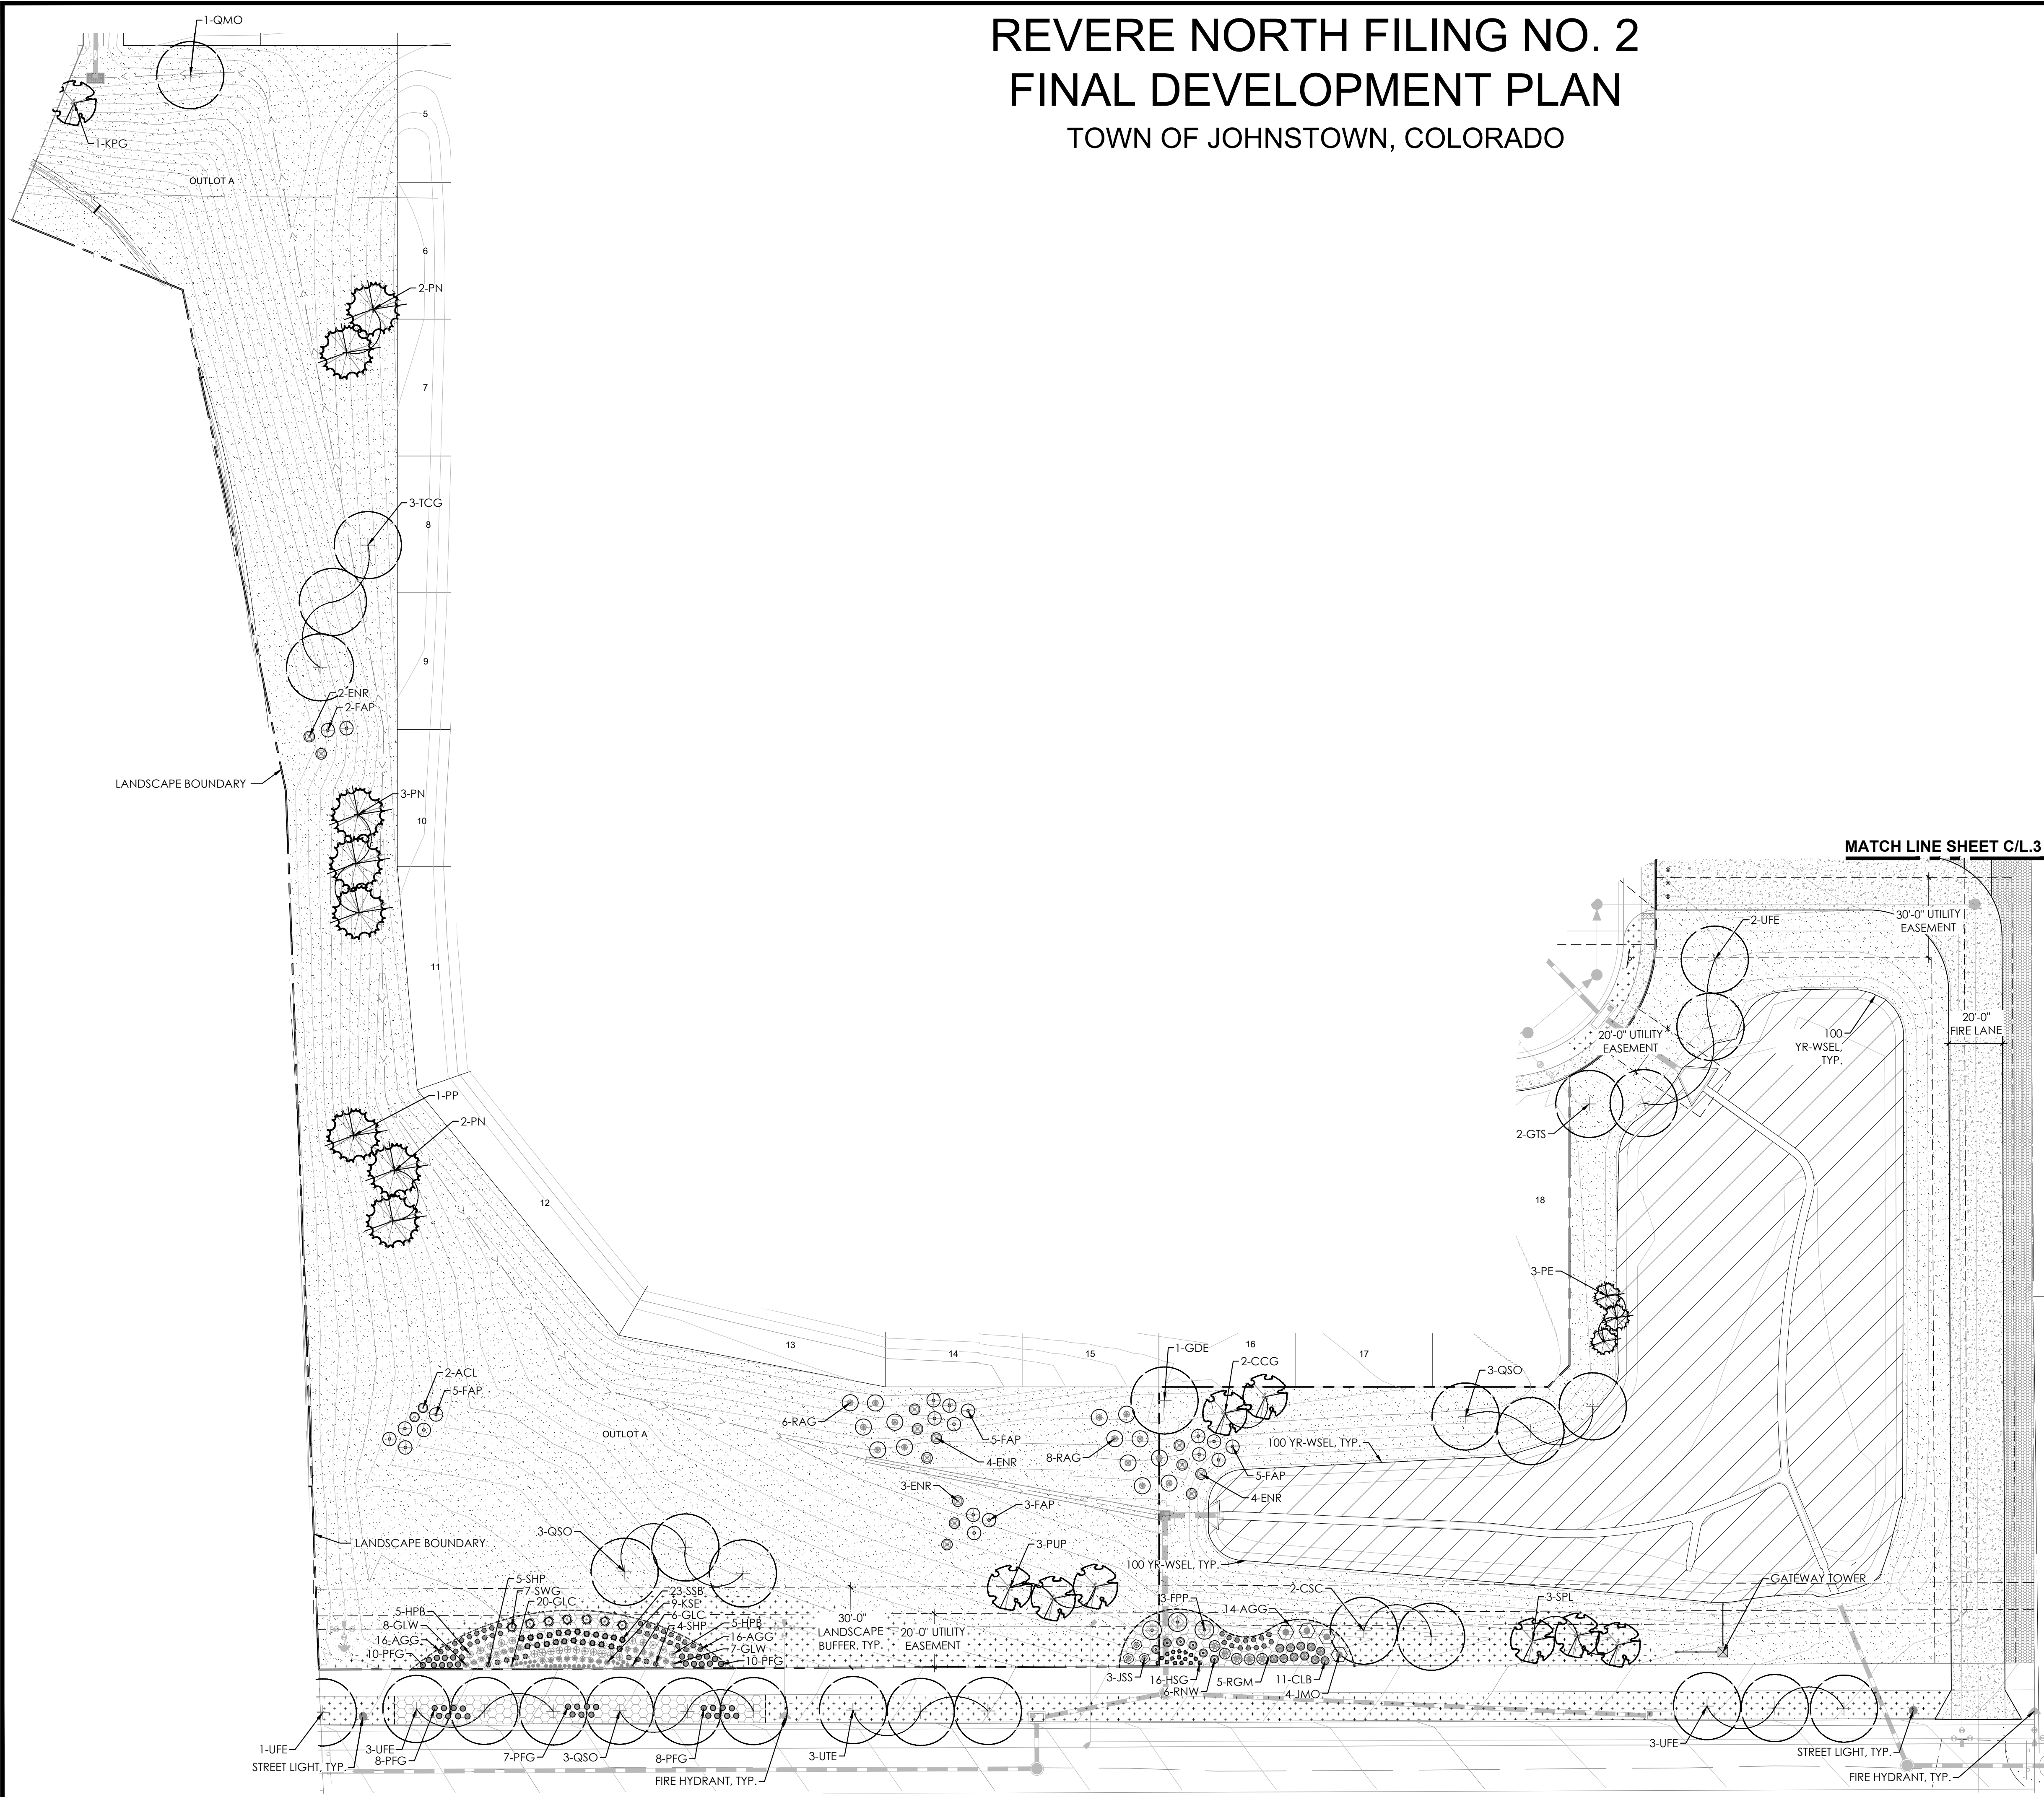 REVERE NORTH FILING NO. 2
FINAL DEVELOPMENT PLAN
TOWN OF JOHNSTOWN, COLORADO
1-QMO
1-KPG
OUTLOT A
5
6
2-PN
7
3-TCG
8
9
2-ENR
2-FAP
LANDSCAPE BOUNDARY
3-PN
10
11
MATCH LINE SHEET C/L.3
2-UFE
30'-0" UTILITY
EASEMENT
20'-0" UTILITY
EASEMENT
100
YR-WSEL,
TYP.
20'-0"
FIRE LANE
1-PP
2-PN
2-GTS
12
18
3-PE
13
14
15
16
17
1-GDE
2-CCG
3-QSO
2-ACL
5-FAP
6-RAG
OUTLOT A
5-FAP
4-ENR
8-RAG
100 YR-WSEL, TYP.
5-FAP
4-ENR
3-ENR
3-FAP
3-QSO
LANDSCAPE BOUNDARY
3-PUP
100 YR-WSEL, TYP.
GATEWAY TOWER
5-SHP
7-SWG
20-GLC
23-SSB
9-KSE
6-GLC
4-SHP
5-HPB
8-GLW
16-AGG
10-PFG
5-HPB
16-AGG
7-GLW
10-PFG
30'-0"
LANDSCAPE
BUFFER, TYP.
20'-0" UTILITY
EASEMENT
2-CSC
3-FPP
14-AGG
3-SPL
3-JSS
16-HSG
6-RNW
5-RGM
11-CLB
4-JMO
1-UFE
STREET LIGHT, TYP.
3-UFE
8-PFG
7-PFG
3-QSO
8-PFG
FIRE HYDRANT, TYP.
3-UTE
3-UFE
STREET LIGHT, TYP.
FIRE HYDRANT, TYP.